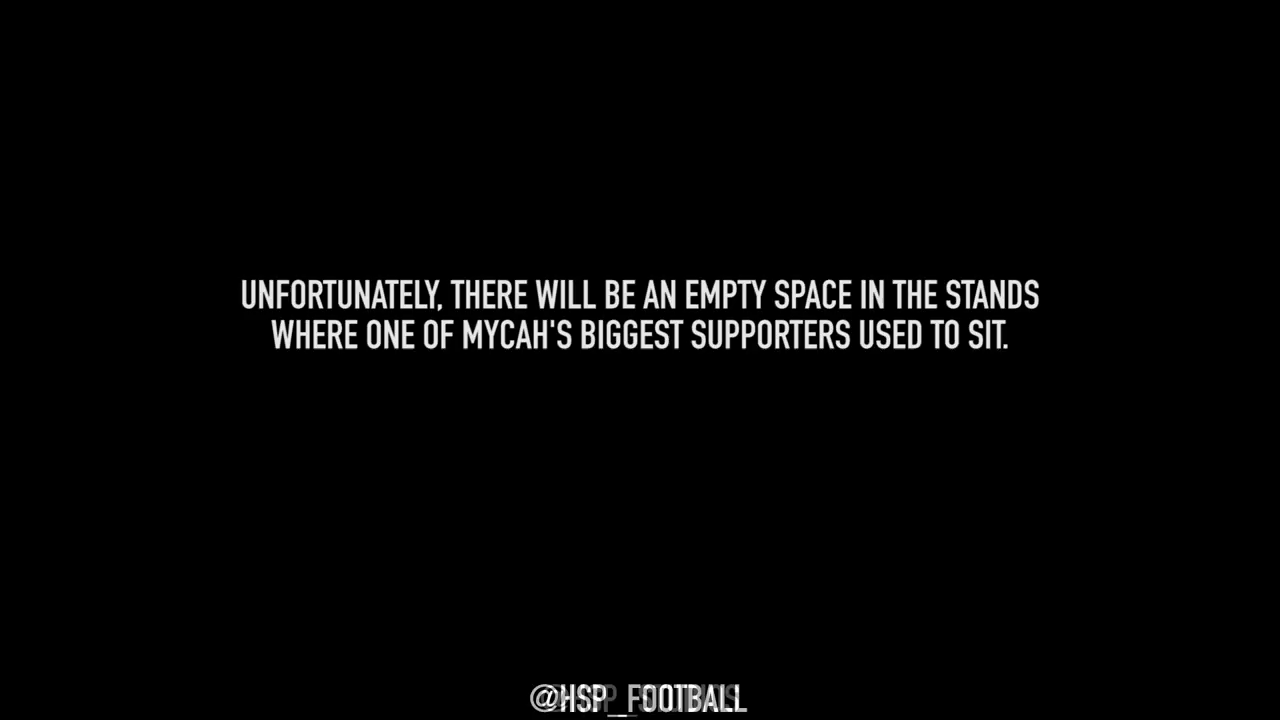 UNFORTUNATELY, THERE WILL BE AN EMPTY SPACE IN THE STANDS
WHERE ONE OF MYCAH'S BIGGEST SUPPORTERS USED TO SIT.
@HSP_FOOTBALL